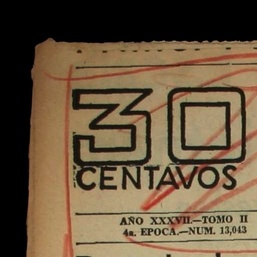 30
CENTAVOS
AÑO XXXVII.—TOMO II
4a. EPOCA.—NUM. 13,043